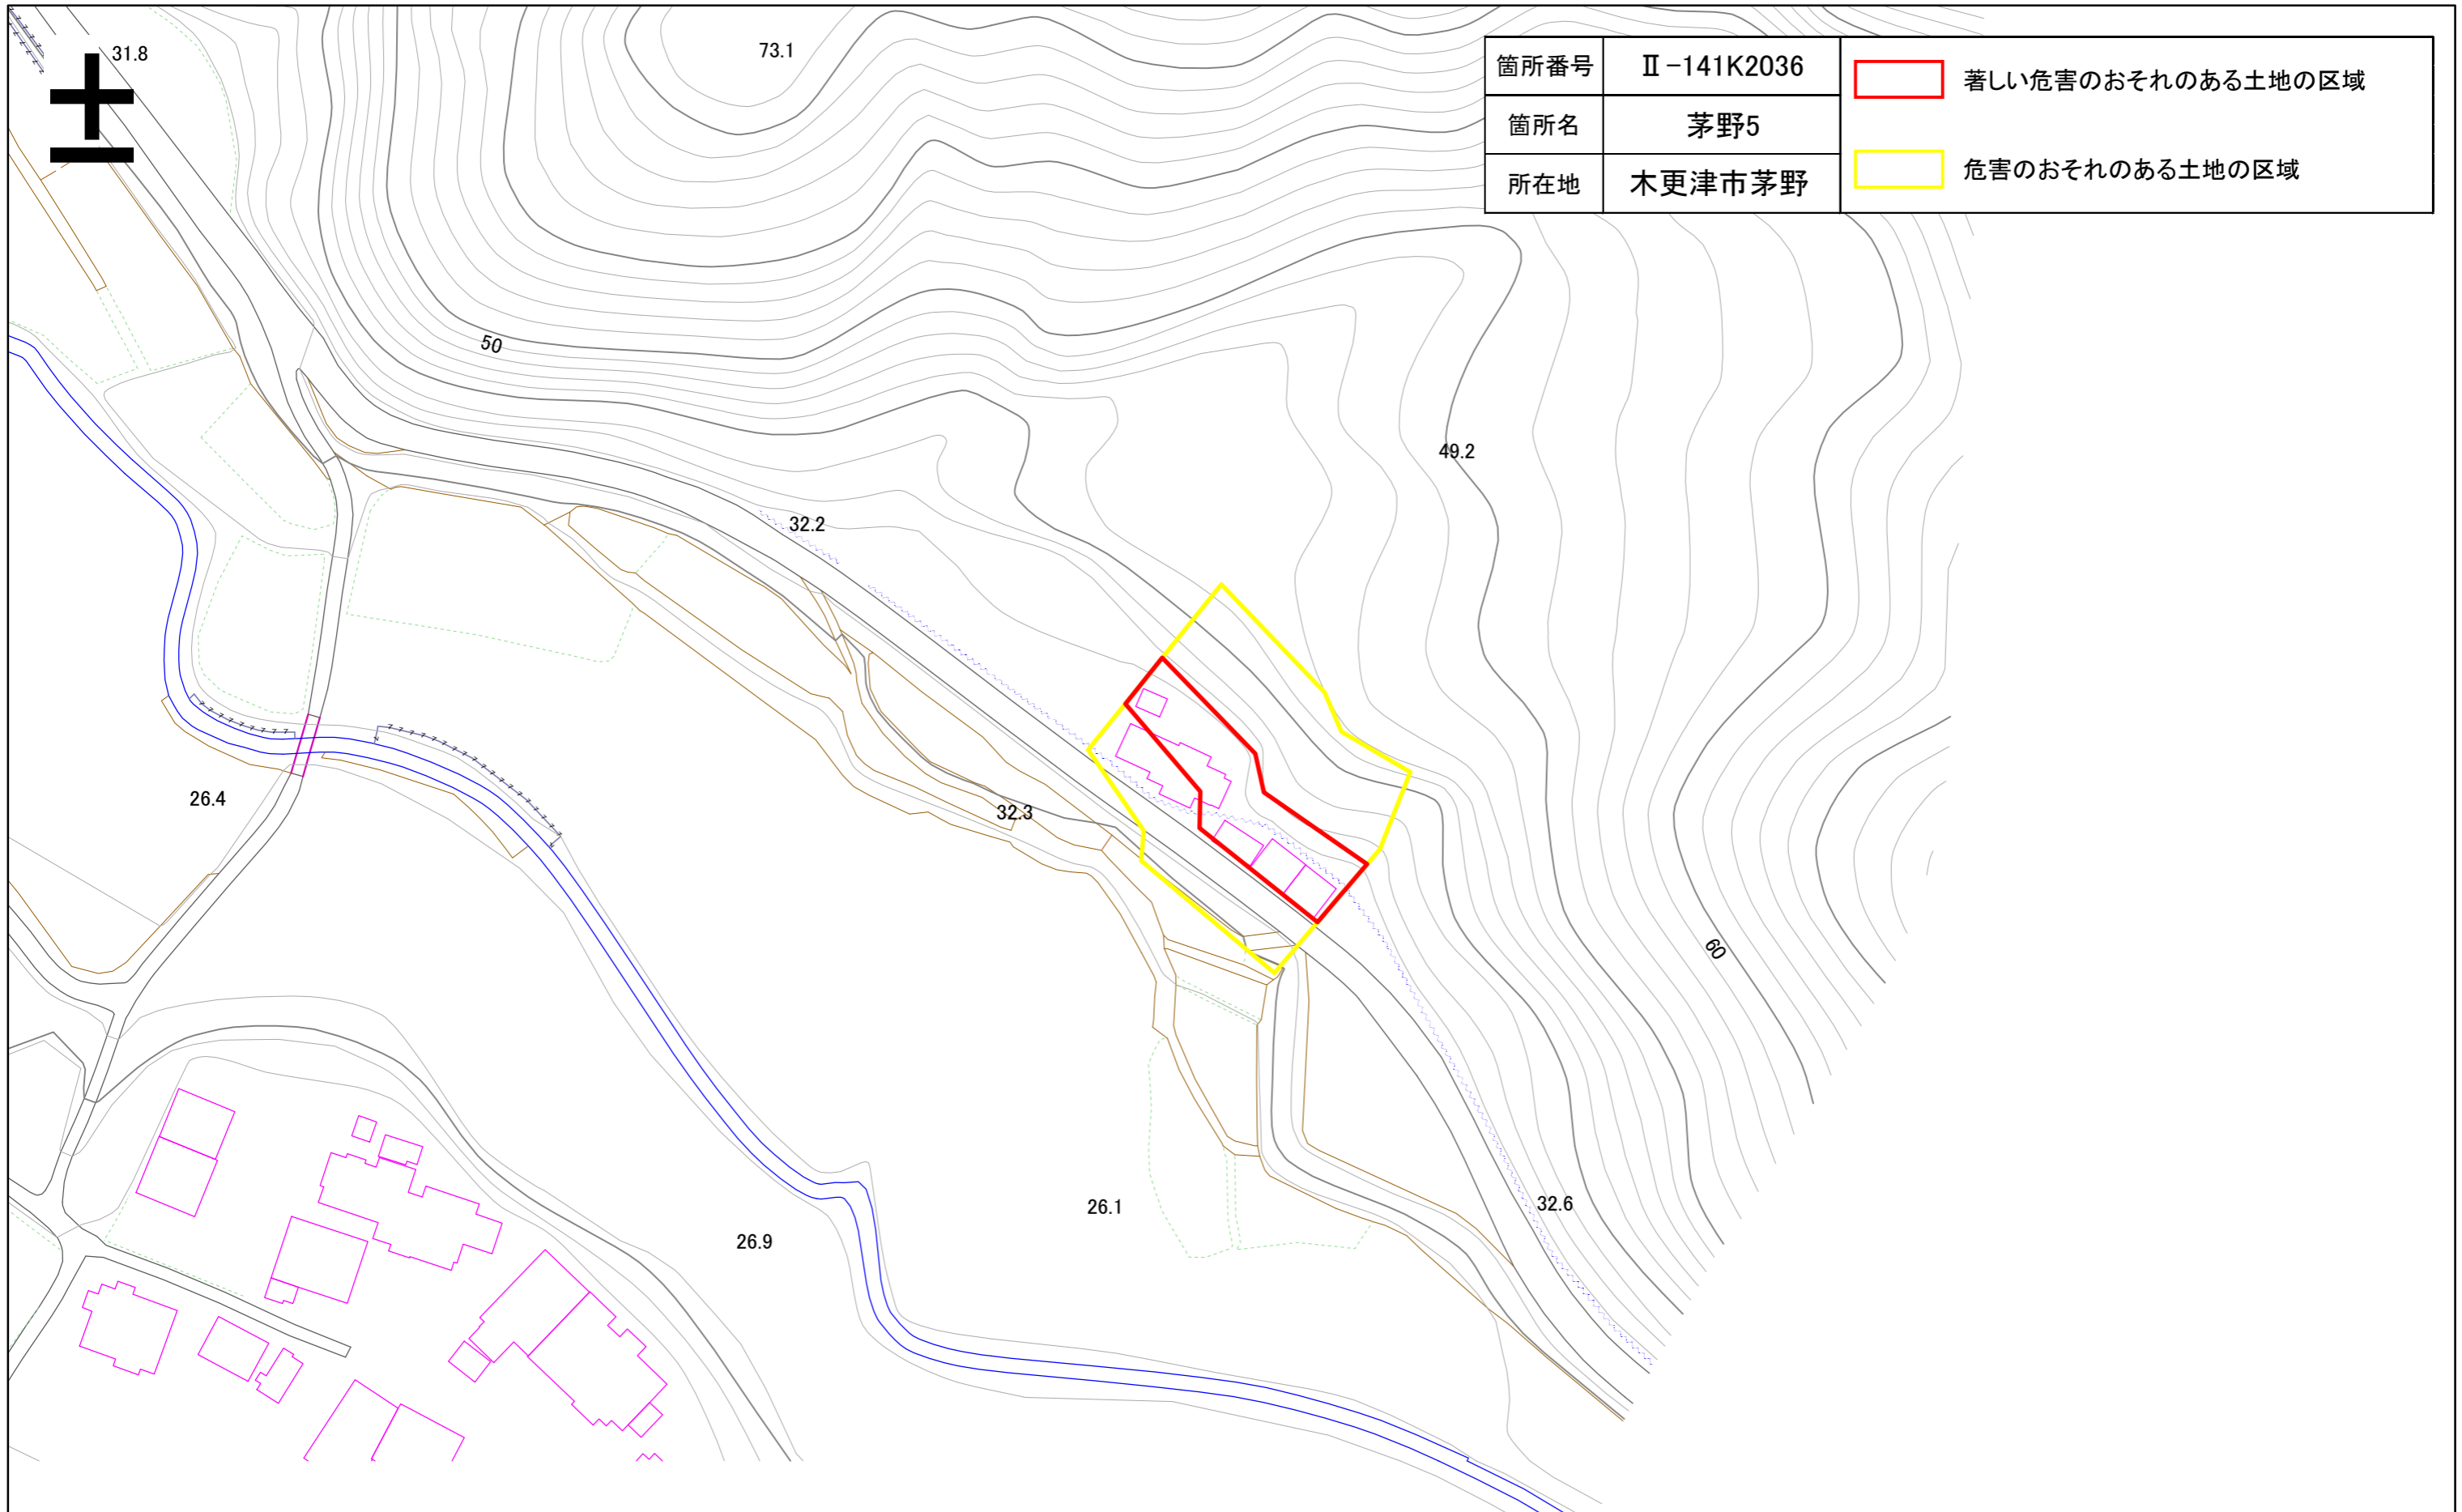 31.8
73.1
箇所番号 Ⅱ-141K2036
箇所名 茅野5
所在地 木更津市茅野
著しい危害のおそれのある土地の区域
危害のおそれのある土地の区域
50
49.2
32.2
26.4
32.3
60
26.1
32.6
26.9